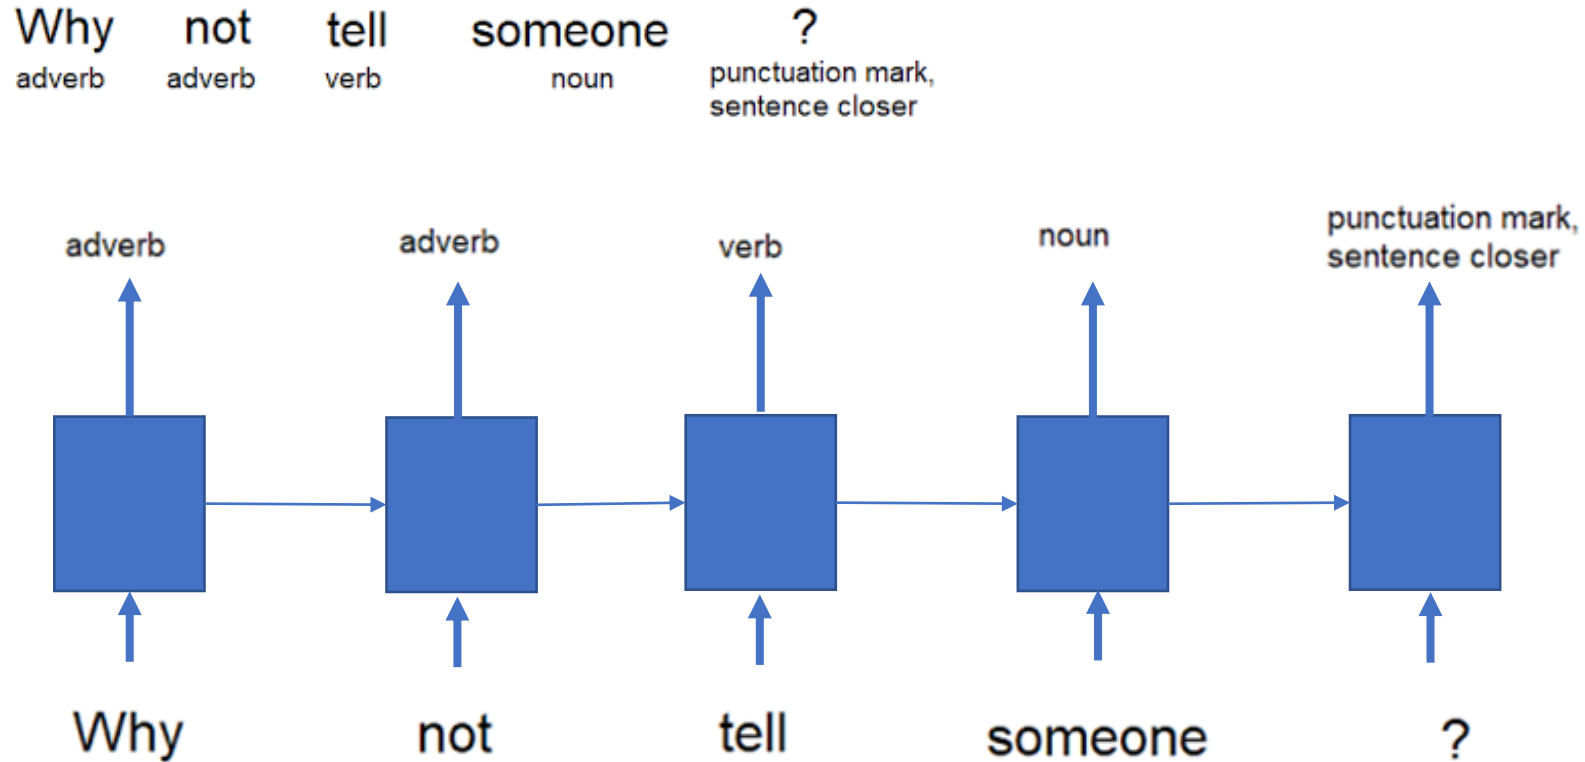 Why not tell someone ?
adverb adverb verb noun punctuation mark,
sentence closer
adverb adverb verb noun punctuation mark,
sentence closer
Why not tell someone ?